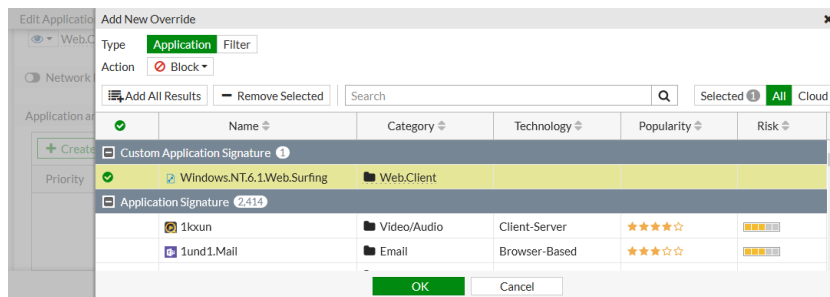 Edit Applicatio
Add New Override
Web.C
Type Application Filter
Action Block
Network
Add All Results Remove Selected Search Selected 1 All Cloud
Application an
Name Category Technology Popularity Risk
+ Create
Custom Application Signature 1
Priority
Windows.NT.6.1.Web.Surfing Web.Client
Application Signature 2,414
1kxun Video/Audio Client-Server
1und1.Mail Email Browser-Based
OK Cancel